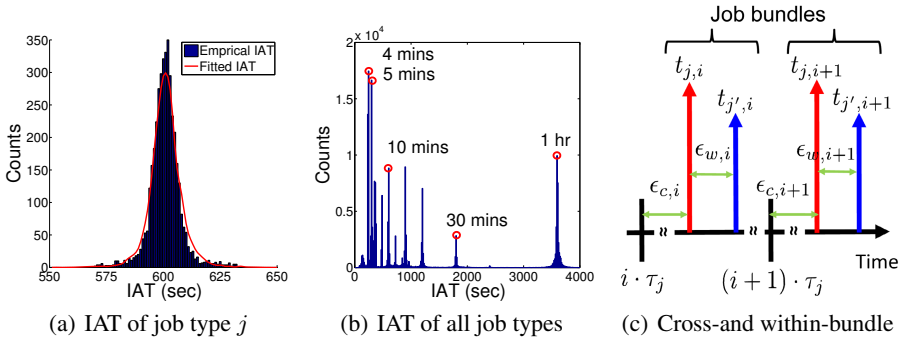 350
300
250
200
150
100
50
0
Counts
Emprical IAT
Fitted IAT
550
600
650
IAT (sec)
(a) IAT of job type j
x 10^4
2
1.5
1
0.5
0
Counts
4 mins
5 mins
10 mins
30 mins
1 hr
0
1000
2000
3000
4000
IAT (sec)
(b) IAT of all job types
Job bundles
t_{j,i}
t_{j',i}
t_{j,i+1}
t_{j',i+1}
ϵ_{w,i}
ϵ_{w,i+1}
ϵ_{c,i}
ϵ_{c,i+1}
≈ ≈ ≈
Time
i · τ_j
(i + 1) · τ_j
(c) Cross-and within-bundle